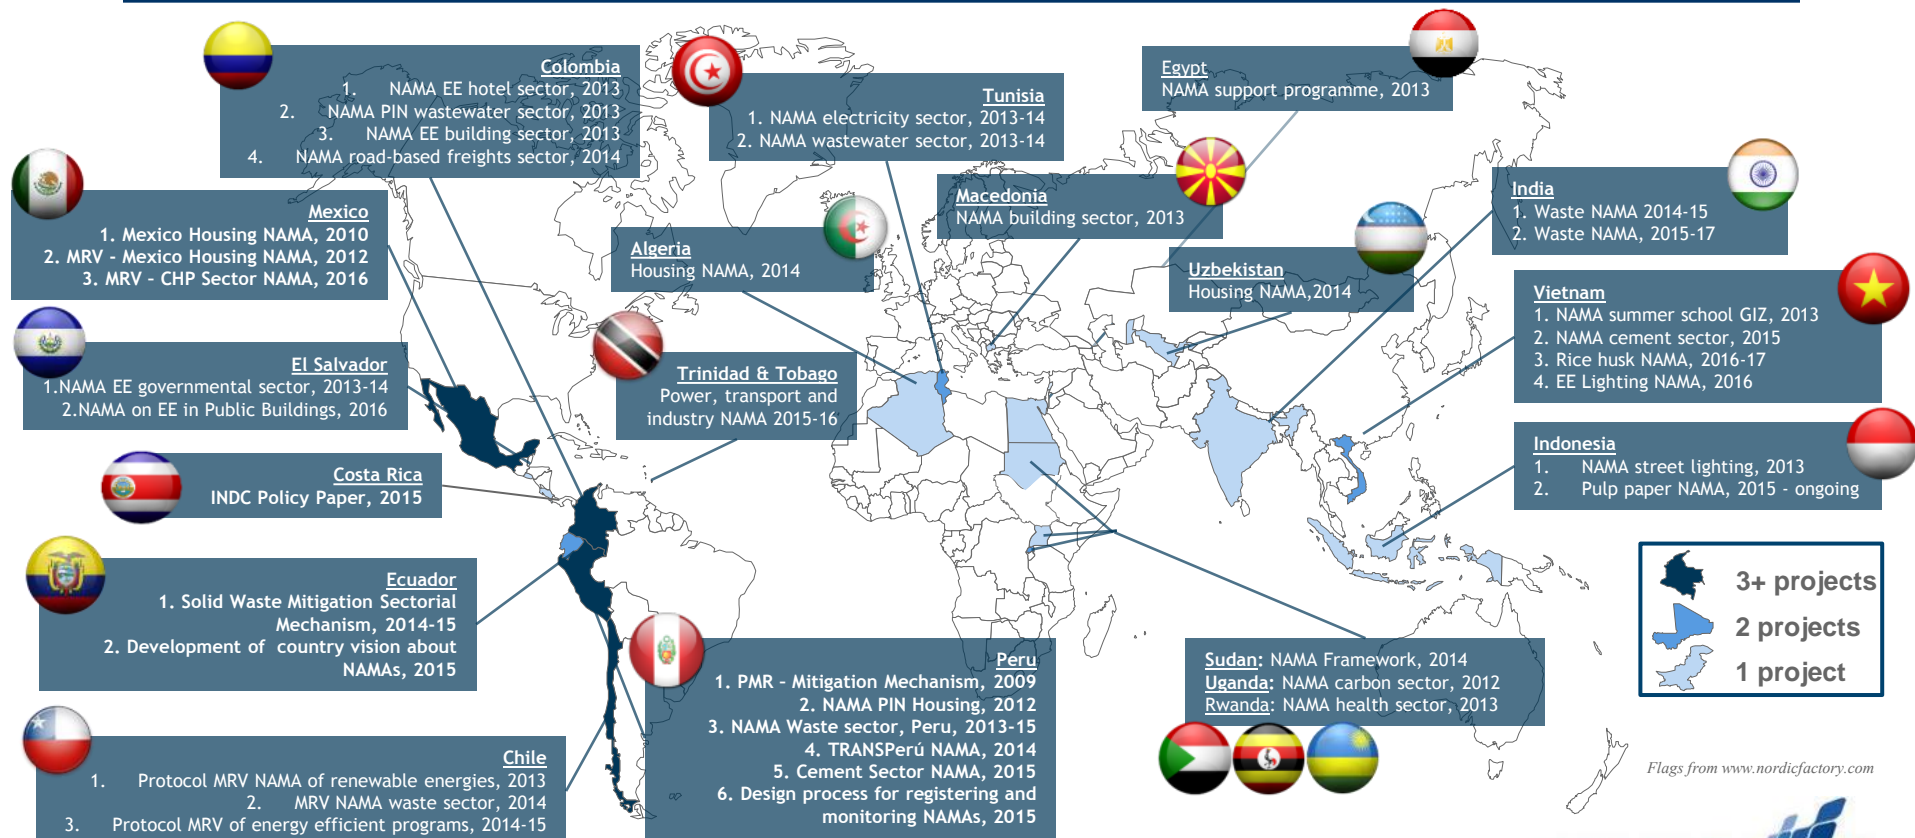 Colombia
1. NAMA EE hotel sector, 2013
2. NAMA PIN wastewater sector, 2013
3. NAMA EE building sector, 2013
4. NAMA road-based freights sector, 2014
Tunisia
1. NAMA electricity sector, 2013-14
2. NAMA wastewater sector, 2013-14
Egypt
NAMA support programme, 2013
Mexico
1. Mexico Housing NAMA, 2010
2. MRV - Mexico Housing NAMA, 2012
3. MRV - CHP Sector NAMA, 2016
Algeria
Housing NAMA, 2014
Macedonia
NAMA building sector, 2013
Uzbekistan
Housing NAMA,2014
India
1. Waste NAMA 2014-15
2. Waste NAMA, 2015-17
Vietnam
1. NAMA summer school GIZ, 2013
2. NAMA cement sector, 2015
3. Rice husk NAMA, 2016-17
4. EE Lighting NAMA, 2016
El Salvador
1.NAMA EE governmental sector, 2013-14
2.NAMA on EE in Public Buildings, 2016
Trinidad & Tobago
Power, transport and
industry NAMA 2015-16
Indonesia
1. NAMA street lighting, 2013
2. Pulp paper NAMA, 2015 - ongoing
Costa Rica
INDC Policy Paper, 2015
Ecuador
1. Solid Waste Mitigation Sectorial
Mechanism, 2014-15
2. Development of country vision about
NAMAs, 2015
Peru
1. PMR - Mitigation Mechanism, 2009
2. NAMA PIN Housing, 2012
3. NAMA Waste sector, Peru, 2013-15
4. TRANSPerú NAMA, 2014
5. Cement Sector NAMA, 2015
6. Design process for registering and
monitoring NAMAs, 2015
Sudan: NAMA Framework, 2014
Uganda: NAMA carbon sector, 2012
Rwanda: NAMA health sector, 2013
3+ projects
2 projects
1 project
Chile
1. Protocol MRV NAMA of renewable energies, 2013
2. MRV NAMA waste sector, 2014
3. Protocol MRV of energy efficient programs, 2014-15
Flags from www.nordicfactory.com